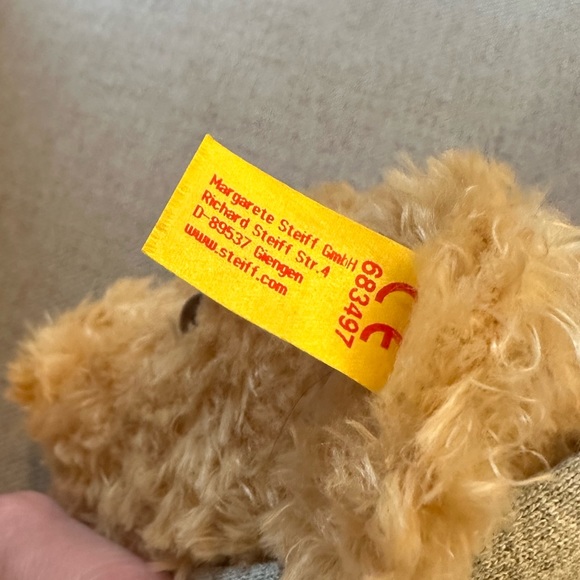 Margarete Steiff GmbH
Richard Steiff Str.4
D-89537 Giengen
www.steiff.com
683497
CE